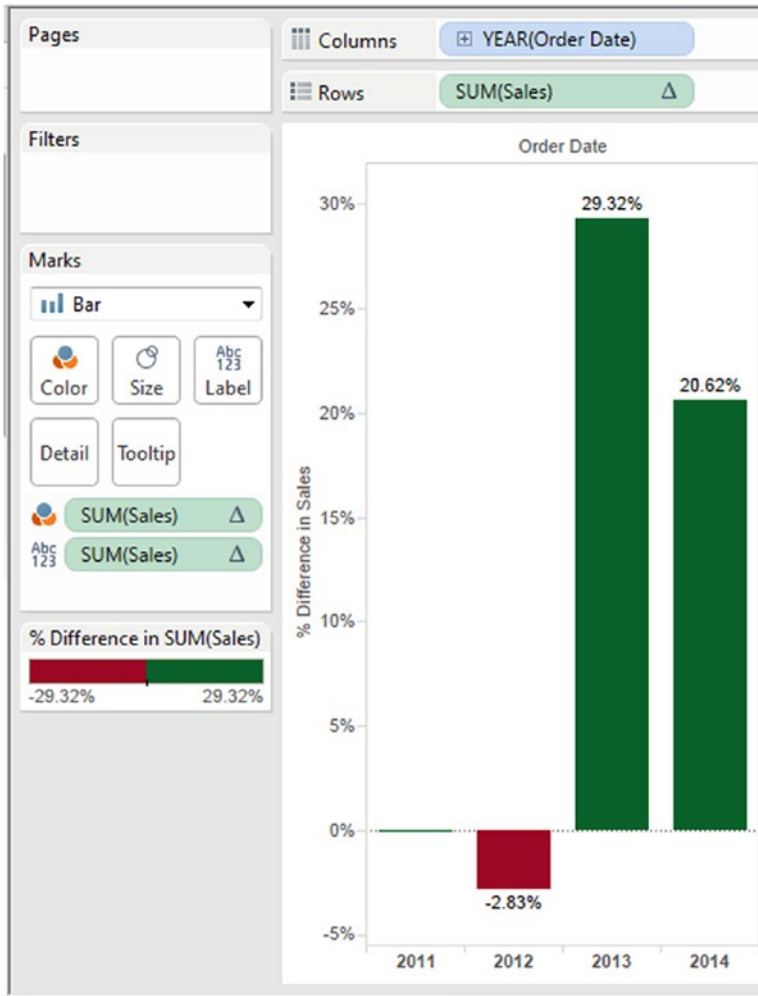 Pages
Columns
YEAR(Order Date)
Rows
SUM(Sales) Δ
Filters
Marks
Bar
Color
Size
Abc
123
Label
Detail
Tooltip
SUM(Sales) Δ
Abc
123
SUM(Sales) Δ
% Difference in SUM(Sales)
-29.32% 29.32%
Order Date
% Difference in Sales
30%
25%
20%
15%
10%
5%
0%
-5%
29.32%
20.62%
-2.83%
2011 2012 2013 2014